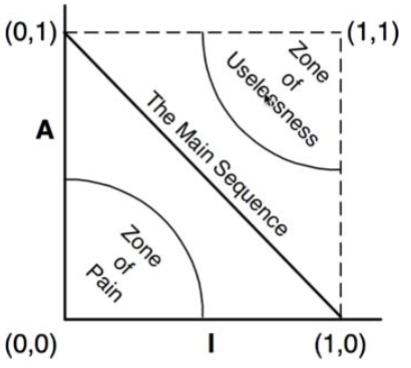 (0,1)
(1,1)
Zone
of
Uselessness
The Main Sequence
A
Zone
of
Pain
(0,0)
I
(1,0)